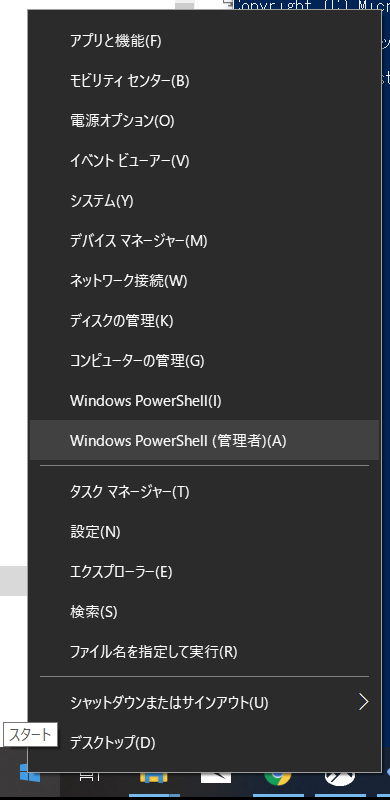 Copyright (C) Micr
アプリと機能(F)
モビリティ センター(B)
電源オプション(O)
イベント ビューアー(V)
システム(Y)
デバイス マネージャー(M)
ネットワーク接続(W)
ディスクの管理(K)
コンピューターの管理(G)
Windows PowerShell(I)
Windows PowerShell (管理者)(A)
タスク マネージャー(T)
設定(N)
エクスプローラー(E)
検索(S)
ファイル名を指定して実行(R)
シャットダウンまたはサインアウト(U)
スタート
デスクトップ(D)